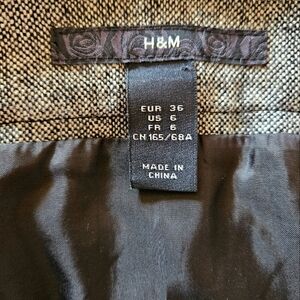 H&M
EUR 36
US 6
FR 6
CN 165/68A
MADE IN
CHINA